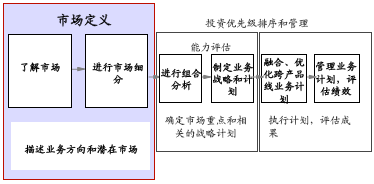 市场定义
投资优先级排序和管理
能力评估
了解市场
进行市场细
分
进行组合
分析
制定业务
战略和计
划
融合、优
化跨产品
线业务计
划
管理业务
计划，评
估绩效
描述业务方向和潜在市场
确定市场重点和相
关的战略计划
执行计划，评估成
果